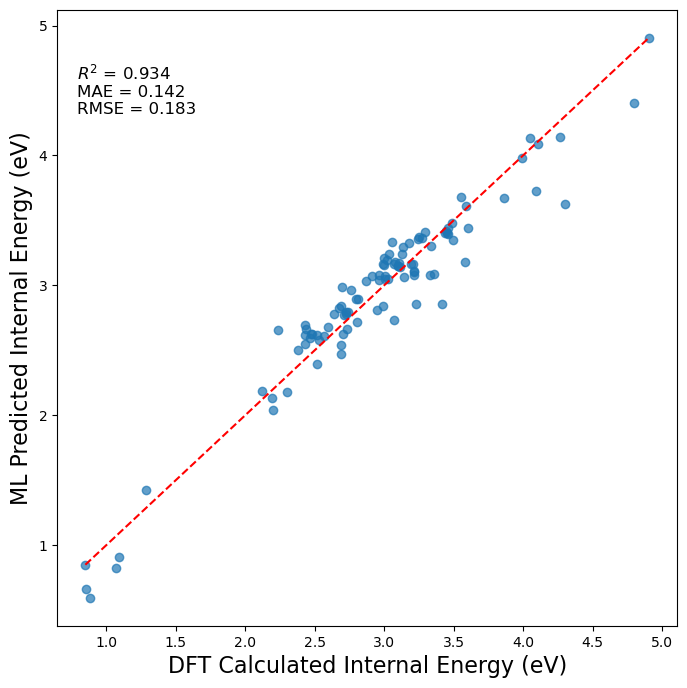 5
R² = 0.934
MAE = 0.142
RMSE = 0.183
4
3
2
1
ML Predicted Internal Energy (eV)
1.0 1.5 2.0 2.5 3.0 3.5 4.0 4.5 5.0
DFT Calculated Internal Energy (eV)